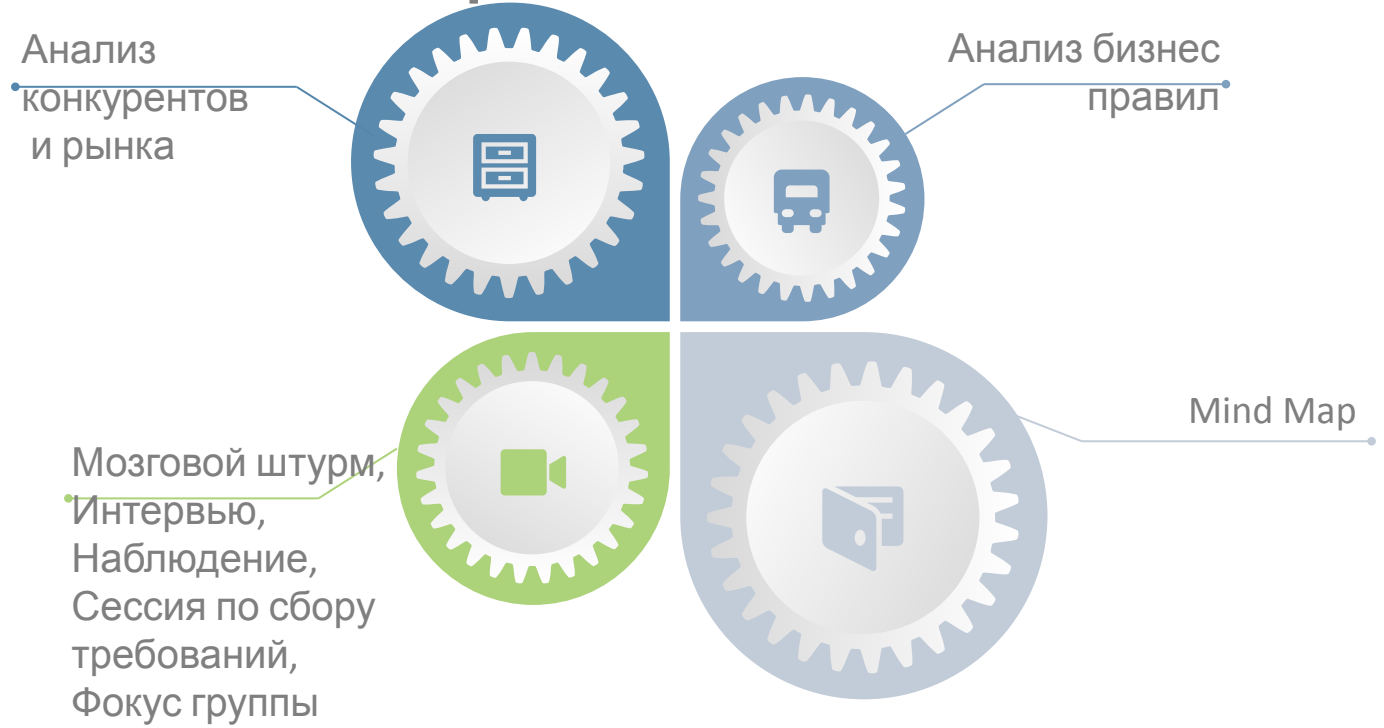 Анализ
конкурентов
и рынка
Анализ бизнес
правил
Mind Map
Мозговой штурм,
Интервью,
Наблюдение,
Сессия по сбору
требований,
Фокус группы